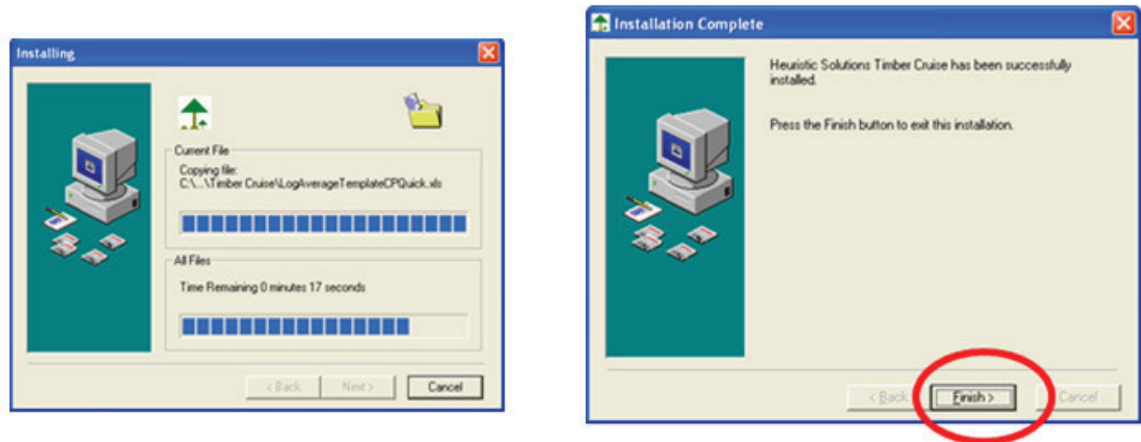 Installing
Current File
Copying file:
C:\...\Timber Cruise\LogAverageTemplateCPQuick.xls
All Files
Time Remaining 0 minutes 17 seconds
< Back
Next >
Cancel
Installation Complete
Heuristic Solutions Timber Cruise has been successfully
installed.
Press the Finish button to exit this installation.
< Back
Finish >
Cancel